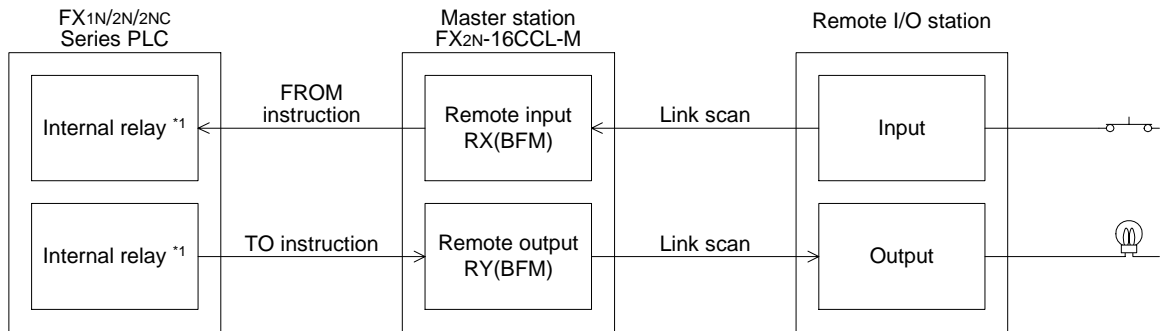 FX1N/2N/2NC
Series PLC
Master station
FX2N-16CCL-M
Remote I/O station
Internal relay *1
FROM
instruction
Remote input
RX(BFM)
Link scan
Input
Internal relay *1
TO instruction
Remote output
RY(BFM)
Link scan
Output